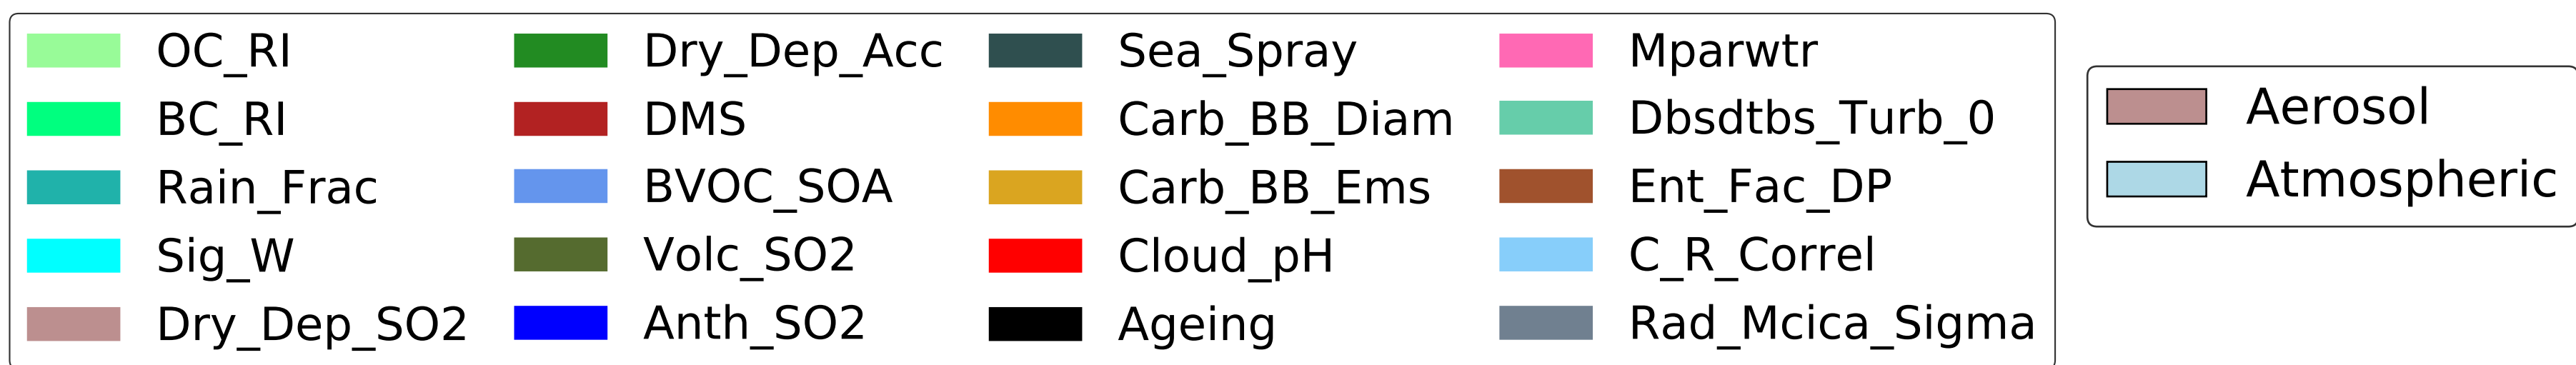 OC_RI
BC_RI
Rain_Frac
Sig_W
Dry_Dep_SO2
Dry_Dep_Acc
DMS
BVOC_SOA
Volc_SO2
Anth_SO2
Sea_Spray
Carb_BB_Diam
Carb_BB_Ems
Cloud_pH
Ageing
Mparwtr
Dbsdtbs_Turb_0
Ent_Fac_DP
C_R_Correl
Rad_Mcica_Sigma
Aerosol
Atmospheric